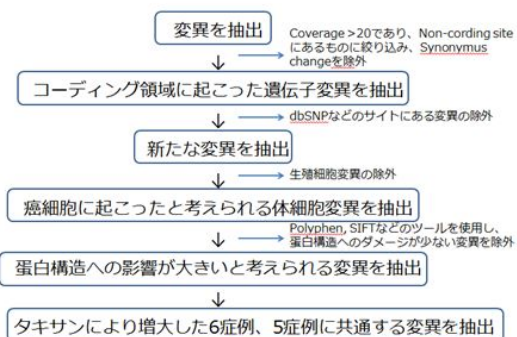 変異を抽出
Coverage>20であり、Non-cording site
にあるものに絞り込み、Synonymus
changeを除外
コーディング領域に起こった遺伝子変異を抽出
dbSNPなどのサイトにある変異の除外
新たな変異を抽出
生殖細胞変異の除外
癌細胞に起こったと考えられる体細胞変異を抽出
Polyphen, SIFTなどのツールを使用し、
蛋白構造へのダメージが少ない変異を除外
蛋白構造への影響が大きいと考えられる変異を抽出
タキサンにより増大した6症例、5症例に共通する変異を抽出